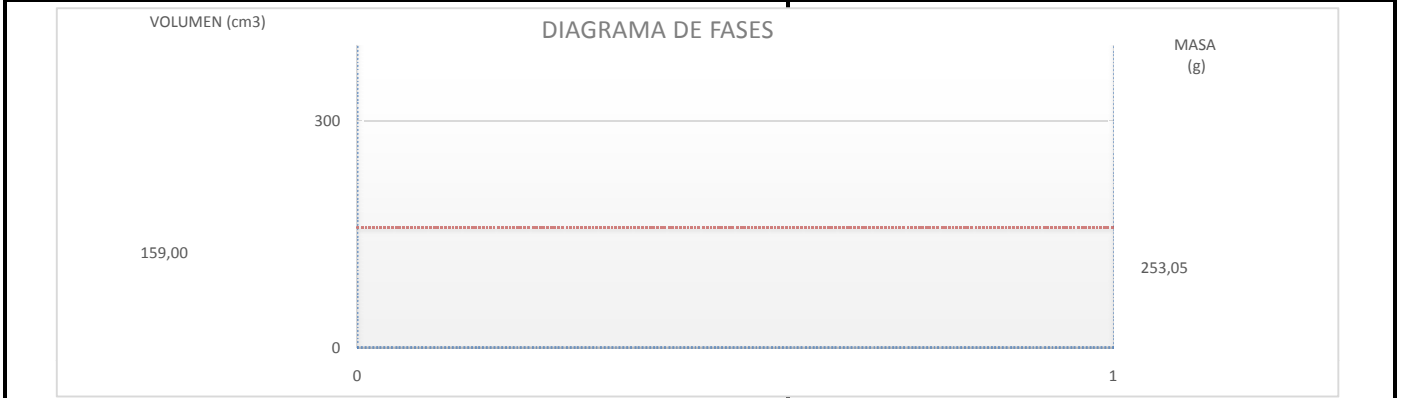 VOLUMEN (cm3)
DIAGRAMA DE FASES
MASA
(g)
300
159,00
253,05
0
0
1